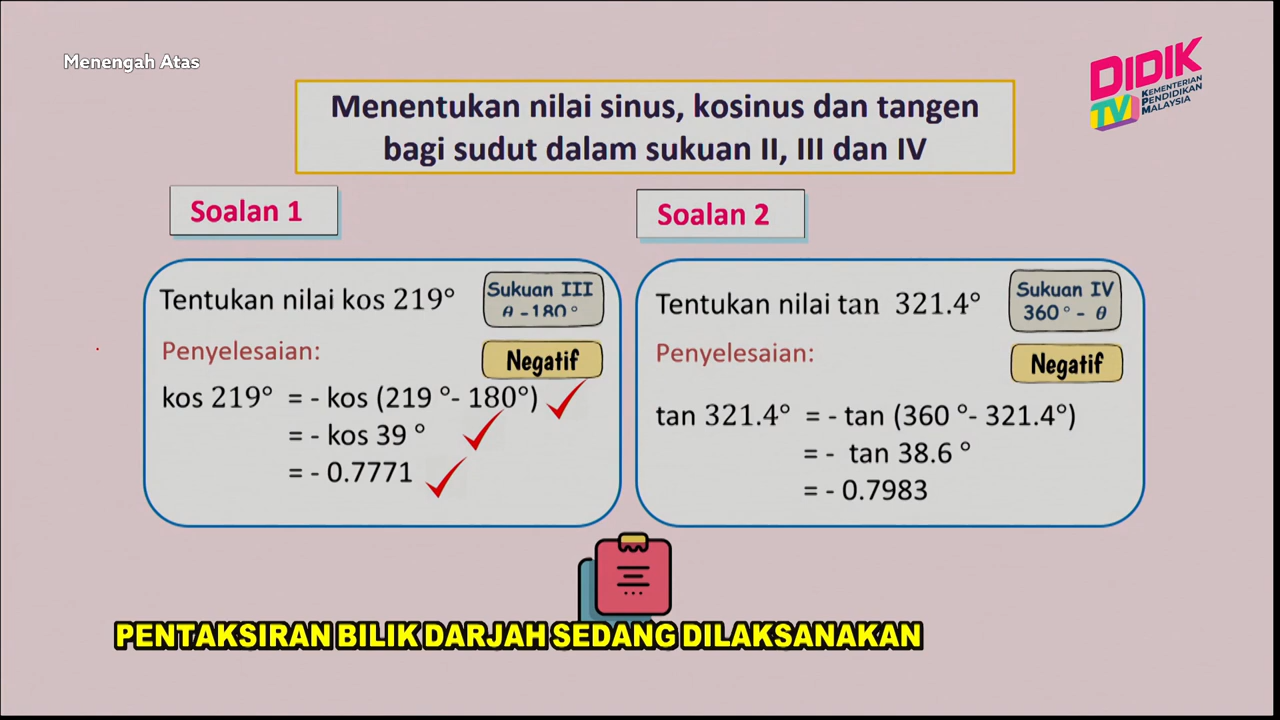 Menengah Atas
DIDIK
TV
KEMENTERIAN
PENDIDIKAN
MALAYSIA
Menentukan nilai sinus, kosinus dan tangen
bagi sudut dalam sukuan II, III dan IV
Soalan 1
Tentukan nilai kos 219°
Sukuan III
θ -180°
Penyelesaian:
Negatif
kos 219° = - kos (219 °- 180°)
= - kos 39 °
= - 0.7771
Soalan 2
Tentukan nilai tan 321.4°
Sukuan IV
360° - θ
Penyelesaian:
Negatif
tan 321.4° = - tan (360 °- 321.4°)
= - tan 38.6 °
= - 0.7983
PENTAKSIRAN BILIK DARJAH SEDANG DILAKSANAKAN